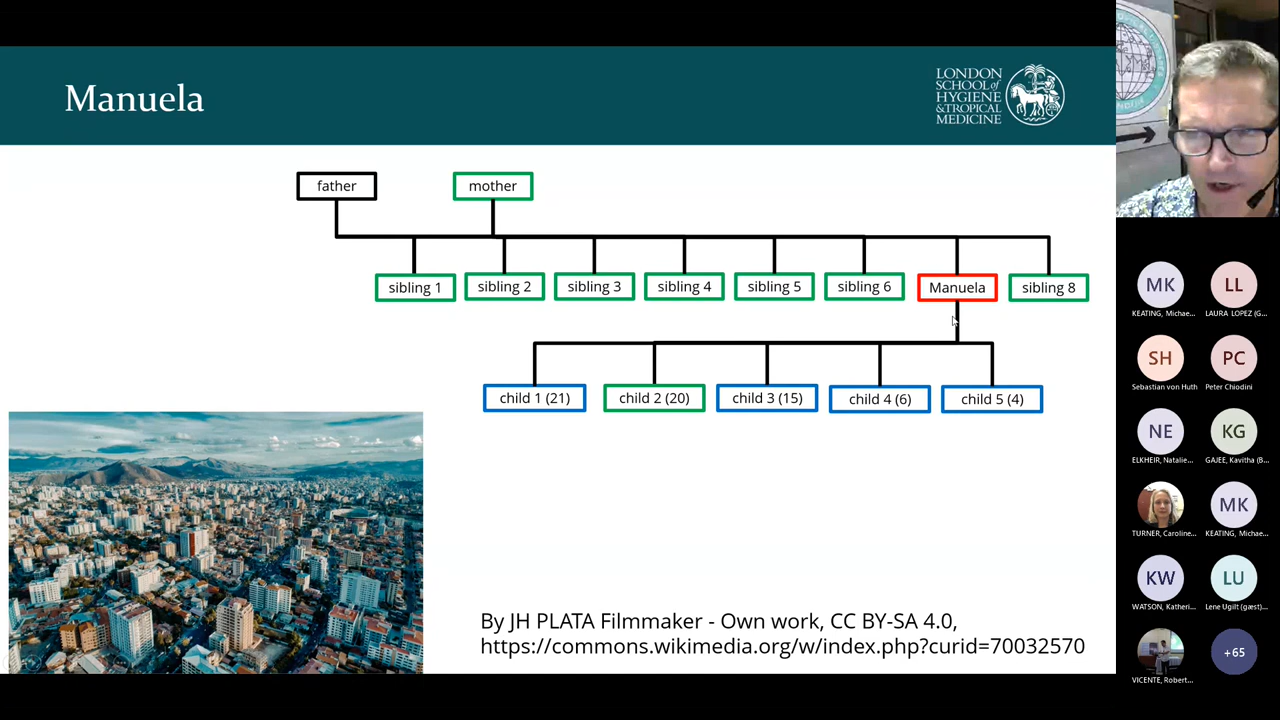 Manuela
LONDON
SCHOOL of
HYGIENE
& TROPICAL
MEDICINE
father
mother
sibling 1
sibling 2
sibling 3
sibling 4
sibling 5
sibling 6
Manuela
sibling 8
child 1 (21)
child 2 (20)
child 3 (15)
child 4 (6)
child 5 (4)
By JH PLATA Filmmaker - Own work, CC BY-SA 4.0,
https://commons.wikimedia.org/w/index.php?curid=70032570
MK
LL
KEATING, Michae...
LAURA LOPEZ (G...
SH
PC
Sebastian von Huth
Peter Chiodini
NE
KG
ELKHEIR, Natalie...
GAJEE, Kavitha (B...
MK
TURNER, Caroline...
KEATING, Michae...
KW
LU
WATSON, Katheri...
Lene Ugilt (gæst)...
+65
VICENTE, Robert...